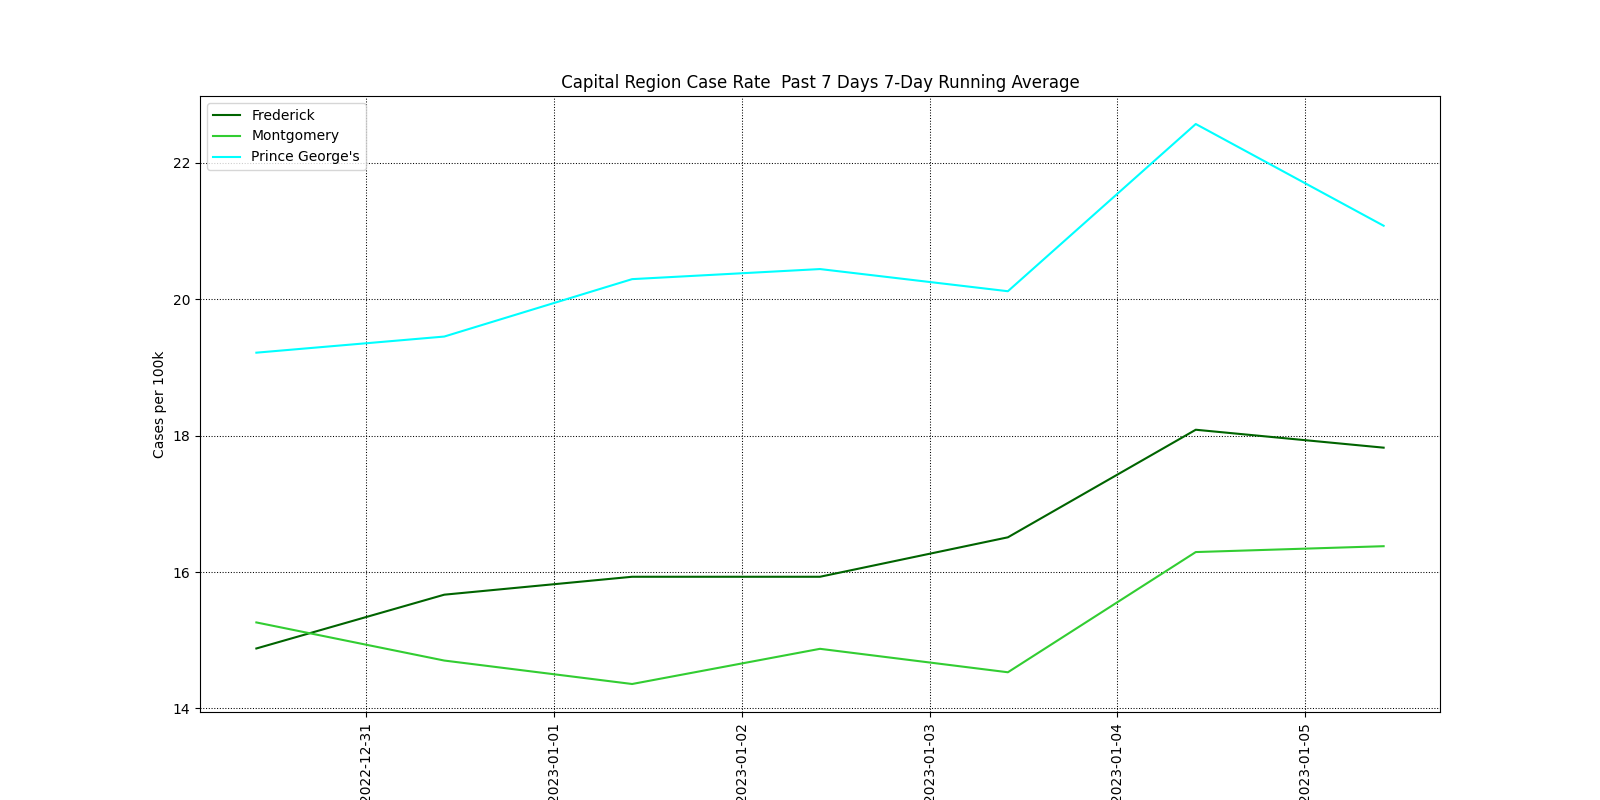 Capital Region Case Rate  Past 7 Days 7-Day Running Average
Frederick
Montgomery
Prince George's
Cases per 100k
22
20
18
16
14
2022-12-31
2023-01-01
2023-01-02
2023-01-03
2023-01-04
2023-01-05